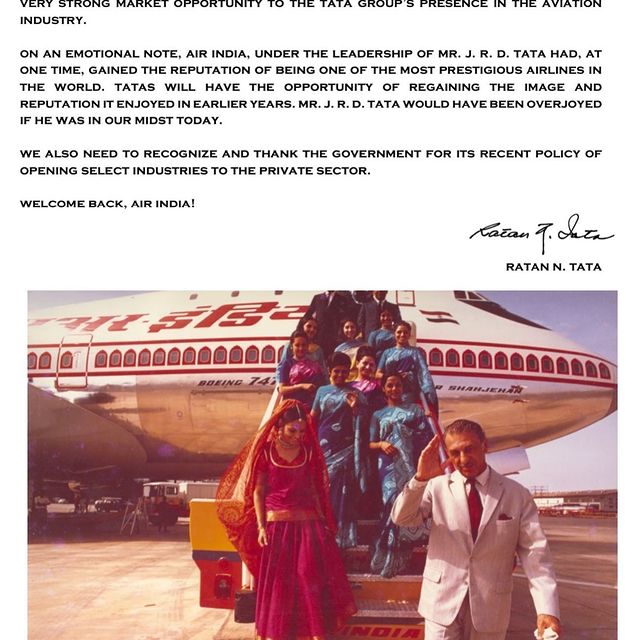 VERY STRONG MARKET OPPORTUNITY TO THE TATA GROUP'S PRESENCE IN THE AVIATION
INDUSTRY.
ON AN EMOTIONAL NOTE, AIR INDIA, UNDER THE LEADERSHIP OF MR. J. R. D. TATA HAD, AT
ONE TIME, GAINED THE REPUTATION OF BEING ONE OF THE MOST PRESTIGIOUS AIRLINES IN
THE WORLD. TATAS WILL HAVE THE OPPORTUNITY OF REGAINING THE IMAGE AND
REPUTATION IT ENJOYED IN EARLIER YEARS. MR. J. R. D. TATA WOULD HAVE BEEN OVERJOYED
IF HE WAS IN OUR MIDST TODAY.
WE ALSO NEED TO RECOGNIZE AND THANK THE GOVERNMENT FOR ITS RECENT POLICY OF
OPENING SELECT INDUSTRIES TO THE PRIVATE SECTOR.
WELCOME BACK, AIR INDIA!
Ratan N. Tata
RATAN N. TATA
एअर-इंडिया
BOEING 747
SHAHJEHAN
INDIA